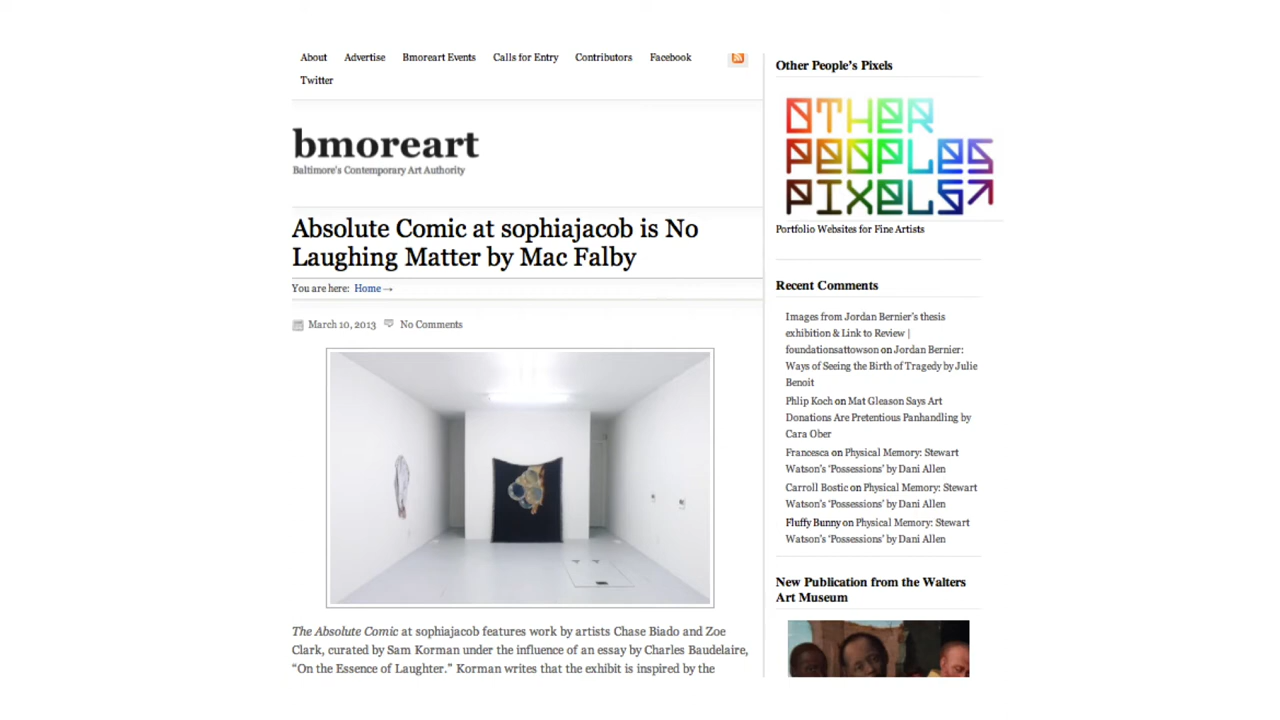 About Advertise Bmoreart Events Calls for Entry Contributors Facebook
Twitter
bmoreart
Baltimore's Contemporary Art Authority
Absolute Comic at sophiajacob is No
Laughing Matter by Mac Falby
You are here: Home →
March 10, 2013 No Comments
The Absolute Comic at sophiajacob features work by artists Chase Biado and Zoe
Clark, curated by Sam Korman under the influence of an essay by Charles Baudelaire,
“On the Essence of Laughter.” Korman writes that the exhibit is inspired by the
Other People’s Pixels
OTHER
PEOPLES
PIXELS
Portfolio Websites for Fine Artists
Recent Comments
Images from Jordan Bernier’s thesis
exhibition & Link to Review |
foundationsattowson on Jordan Bernier:
Ways of Seeing the Birth of Tragedy by Julie
Benoit
Phlip Koch on Mat Gleason Says Art
Donations Are Pretentious Panhandling by
Cara Ober
Francesca on Physical Memory: Stewart
Watson’s ‘Possessions’ by Dani Allen
Carroll Bostic on Physical Memory: Stewart
Watson’s ‘Possessions’ by Dani Allen
Fluffy Bunny on Physical Memory: Stewart
Watson’s ‘Possessions’ by Dani Allen
New Publication from the Walters
Art Museum